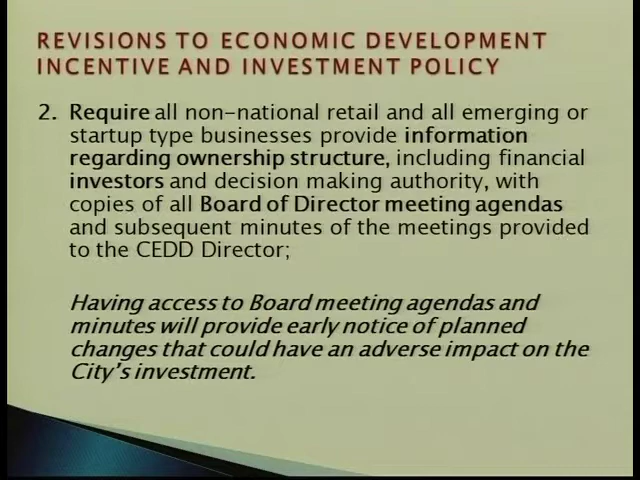 REVISIONS TO ECONOMIC DEVELOPMENT
INCENTIVE AND INVESTMENT POLICY
2. Require all non-national retail and all emerging or
startup type businesses provide information
regarding ownership structure, including financial
investors and decision making authority, with
copies of all Board of Director meeting agendas
and subsequent minutes of the meetings provided
to the CEDD Director;
Having access to Board meeting agendas and
minutes will provide early notice of planned
changes that could have an adverse impact on the
City's investment.